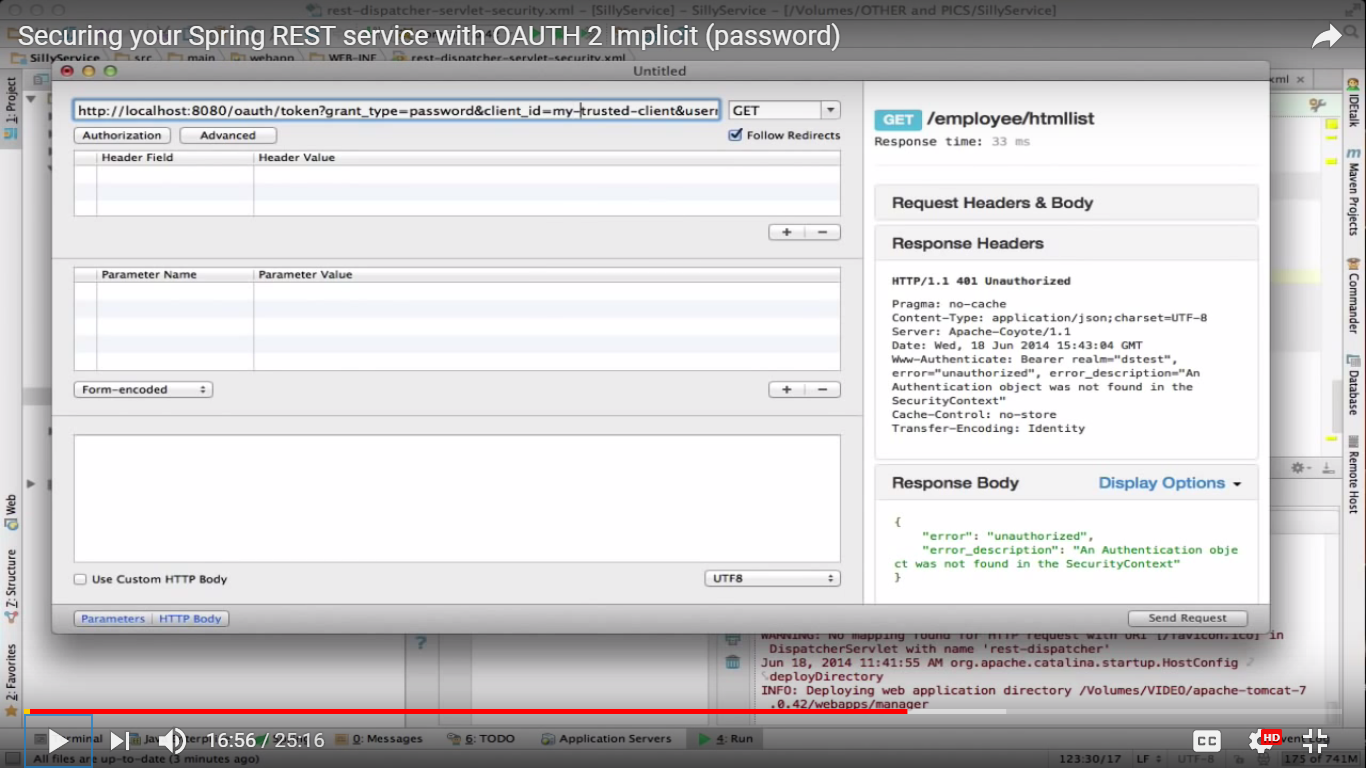 rest-dispatcher-servlet-security.xml - [SillyService] - SillyService - [/Volumes/OTHER and PICS/SillyService]
Securing your Spring REST service with OAUTH 2 Implicit (password)
SillyService src main webapp WEB-INF rest-dispatcher-servlet-security.xml
Untitled
http://localhost:8080/oauth/token?grant_type=password&client_id=my-trusted-client&user
GET
Authorization Advanced
Follow Redirects
Header Field Header Value
+ −
Parameter Name Parameter Value
Form-encoded
+ −
Use Custom HTTP Body
UTF8
Parameters HTTP Body
Send Request
GET /employee/htmllist
Response time: 33 ms
Request Headers & Body
Response Headers
HTTP/1.1 401 Unauthorized
Pragma: no-cache
Content-Type: application/json;charset=UTF-8
Server: Apache-Coyote/1.1
Date: Wed, 18 Jun 2014 15:43:04 GMT
Www-Authenticate: Bearer realm="dstest",
error="unauthorized", error_description="An
Authentication object was not found in the
SecurityContext"
Cache-Control: no-store
Transfer-Encoding: Identity
Response Body Display Options
{
"error": "unauthorized",
"error_description": "An Authentication obje
ct was not found in the SecurityContext"
}
1: Project
Web
Z: Structure
2: Favorites
xml
IDEtalk
Maven Projects
Commander
Database
Remote Host
WARNING: No mapping found for HTTP request with URI [/favicon.ico] in
DispatcherServlet with name 'rest-dispatcher'
Jun 18, 2014 11:41:55 AM org.apache.catalina.startup.HostConfig
deployDirectory
INFO: Deploying web application directory /Volumes/VIDEO/apache-tomcat-7
.0.42/webapps/manager
16:56 / 25:16
0: Messages 6: TODO Application Servers 4: Run
CC HD
All files are up-to-date (3 minutes ago)
123:30/17 LF UTF-8 175 of 741M